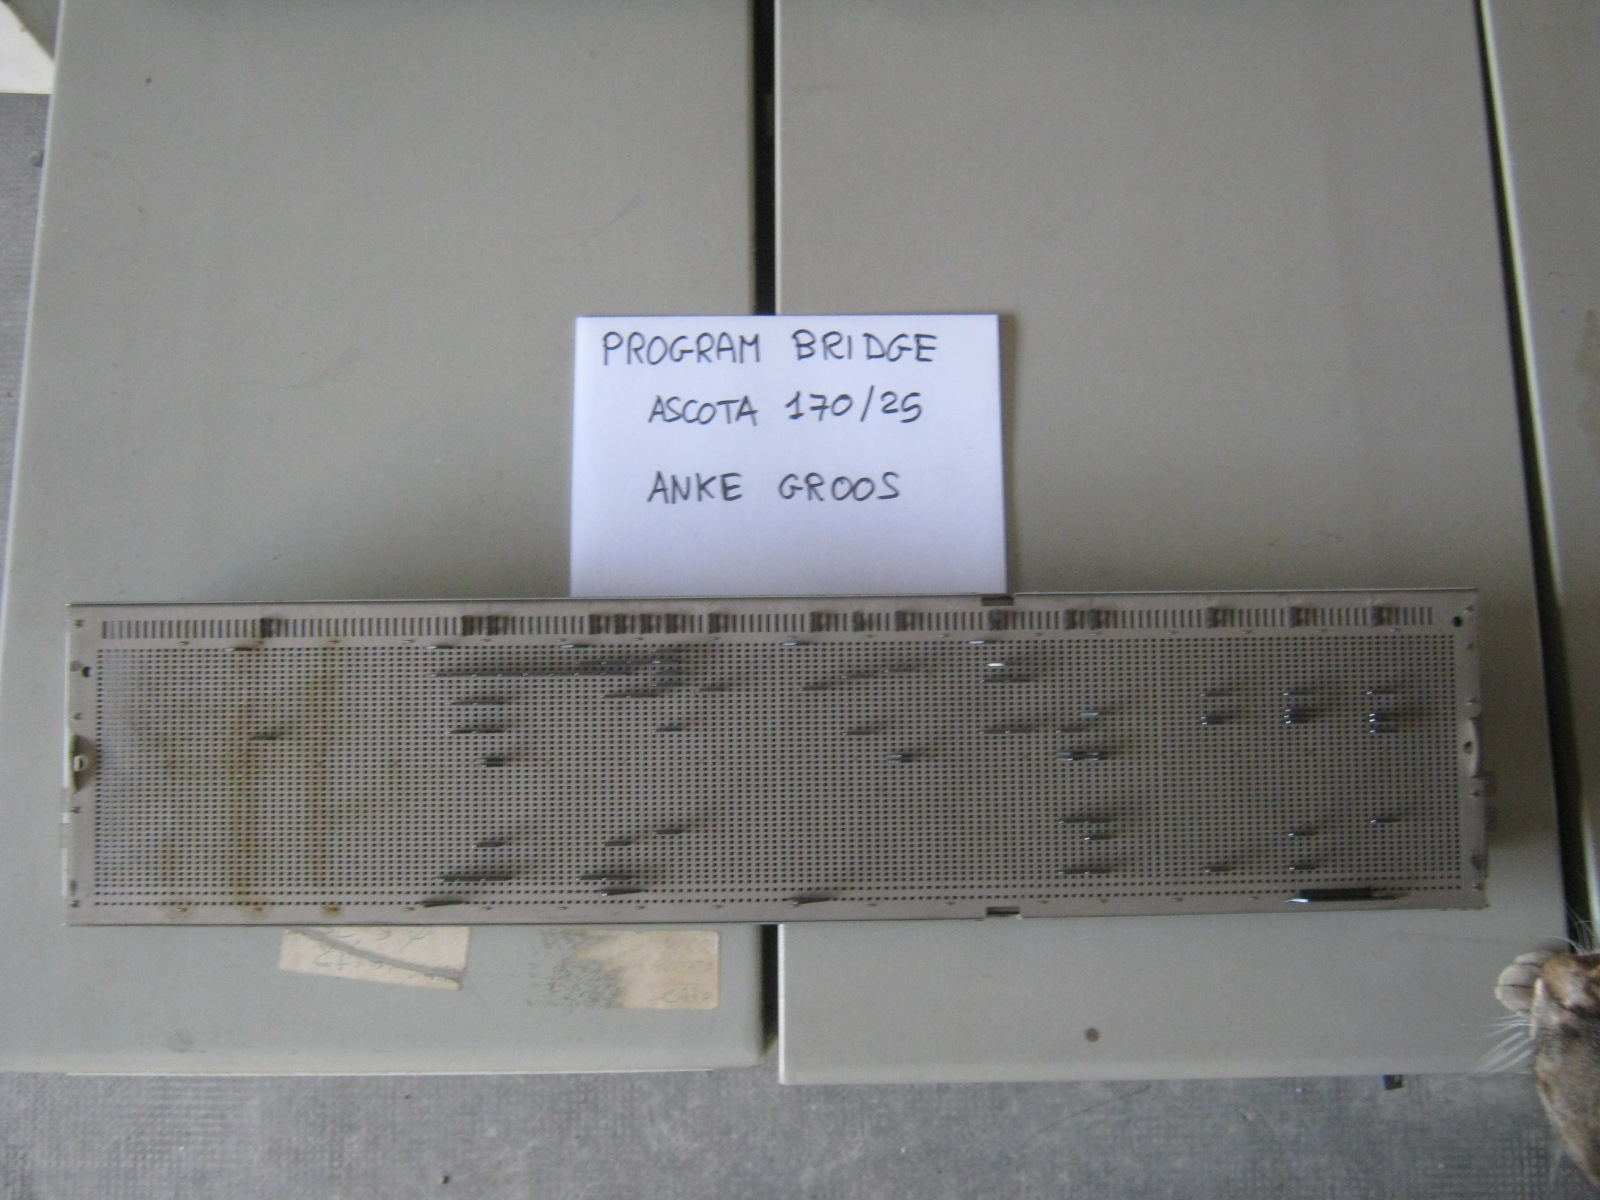 PROGRAM BRIDGE
ASCOTA 170/25
ANKE GROOS